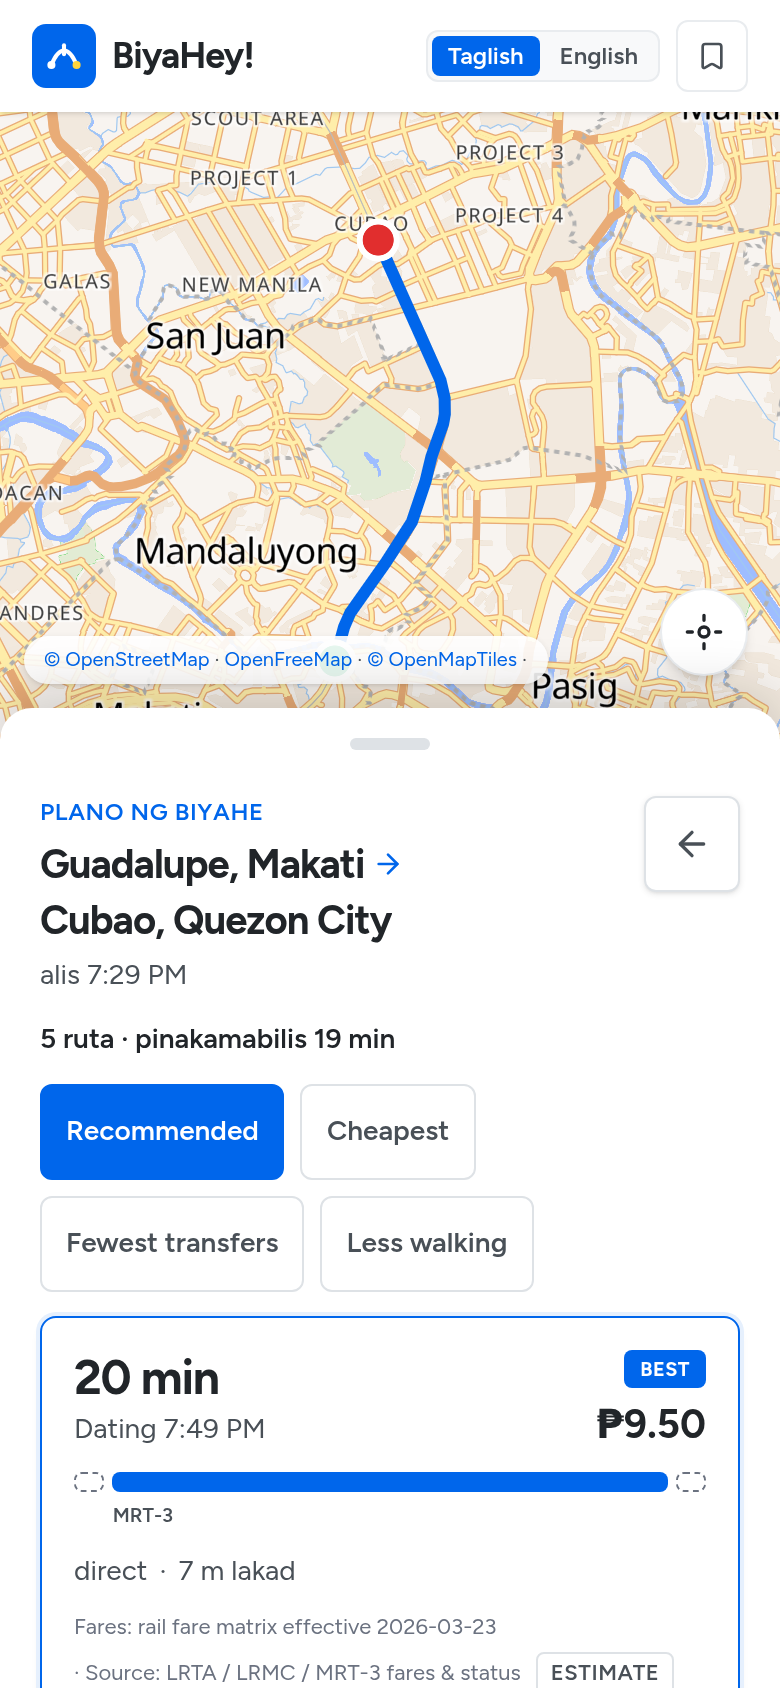 BiyaHey!
Taglish English
SCOUT AREA
PROJECT 3
PROJECT 1
PROJECT 4
GALAS
NEW MANILA
San Juan
Mandaluyong
ANDRES
© OpenStreetMap · OpenFreeMap · © OpenMapTiles ·
Pasig
PLANO NG BIYAHE
Guadalupe, Makati →
Cubao, Quezon City
alis 7:29 PM
5 ruta · pinakamabilis 19 min
Recommended Cheapest
Fewest transfers Less walking
20 min BEST
Dating 7:49 PM ₱9.50
MRT-3
direct · 7 m lakad
Fares: rail fare matrix effective 2026-03-23
· Source: LRTA / LRMC / MRT-3 fares & status ESTIMATE